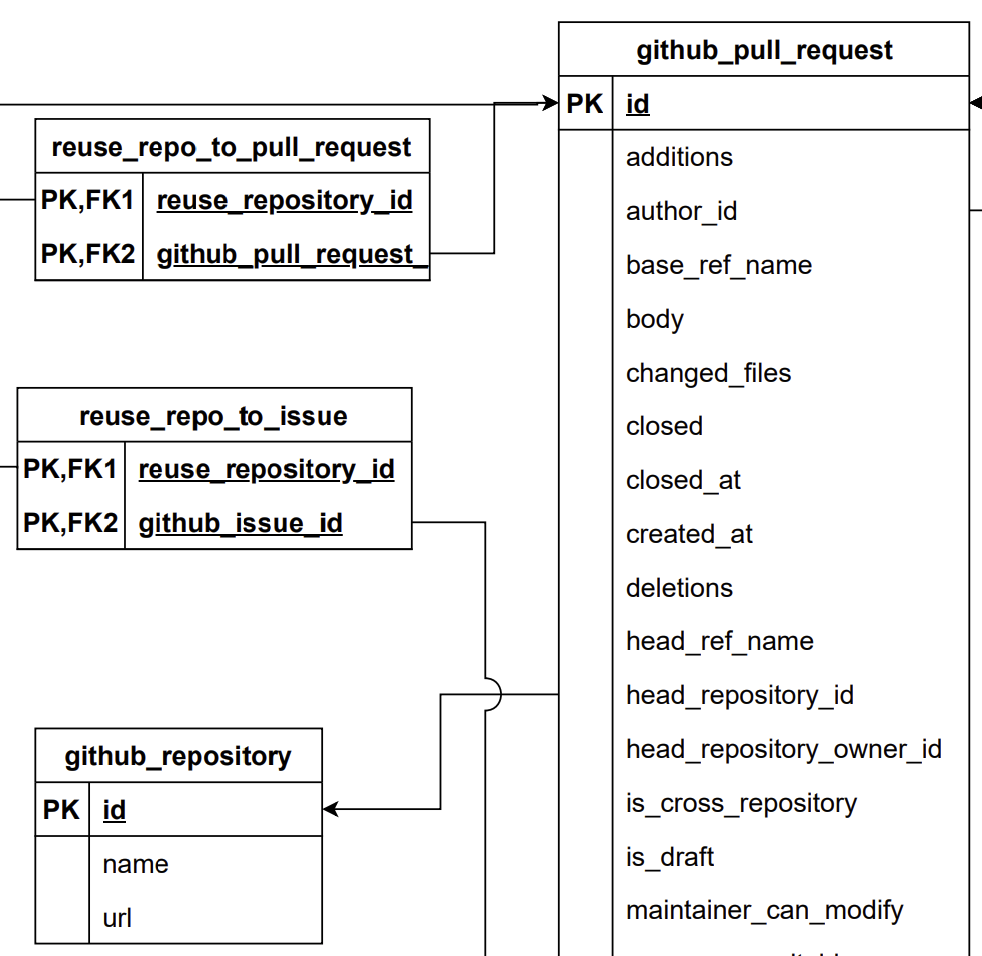 github_pull_request
PK id
additions
author_id
base_ref_name
body
changed_files
closed
closed_at
created_at
deletions
head_ref_name
head_repository_id
head_repository_owner_id
is_cross_repository
is_draft
maintainer_can_modify
reuse_repo_to_pull_request
PK,FK1 reuse_repository_id
PK,FK2 github_pull_request_
reuse_repo_to_issue
PK,FK1 reuse_repository_id
PK,FK2 github_issue_id
github_repository
PK id
name
url